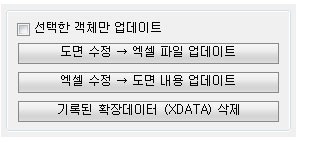 선택한 객체만 업데이트
도면 수정 → 엑셀 파일 업데이트
엑셀 수정 → 도면 내용 업데이트
기록된 확장데이터 (XDATA) 삭제